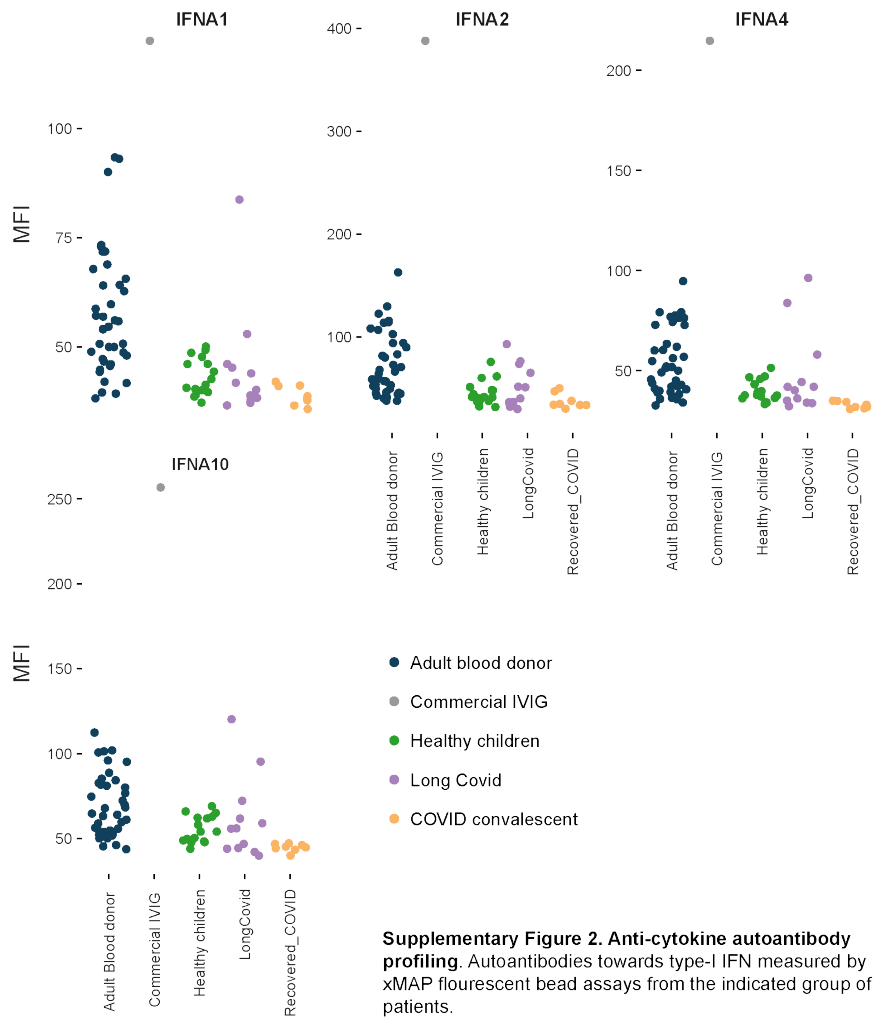 IFNA1
100
75
50
MFI
IFNA2
400
300
200
100
Adult Blood donor
Commercial IVIG
Healthy children
LongCovid
Recovered_COVID
IFNA4
200
150
100
50
Adult Blood donor
Commercial IVIG
Healthy children
LongCovid
Recovered_COVID
IFNA10
250
200
150
100
50
MFI
Adult Blood donor
Commercial IVIG
Healthy children
LongCovid
Recovered_COVID
Adult blood donor
Commercial IVIG
Healthy children
Long Covid
COVID convalescent
Supplementary Figure 2. Anti-cytokine autoantibody
profiling. Autoantibodies towards type-I IFN measured by
xMAP flourescent bead assays from the indicated group of
patients.